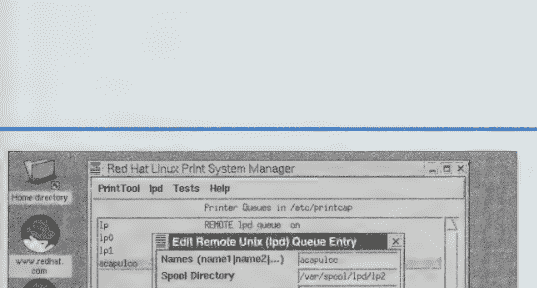 Red Hat Linux Print System Manager
Home directory
PrintTool lpd Tests Help
Printer Queues in /etc/printcap
lp REMOTE lpd queue on
lp0
Edit Remote Unix (lpd) Queue Entry
lp1
Names (name1|name2|...) acapulco
www.redhat.
com
acapulco
Spool Directory /var/spool/lpd/lp2